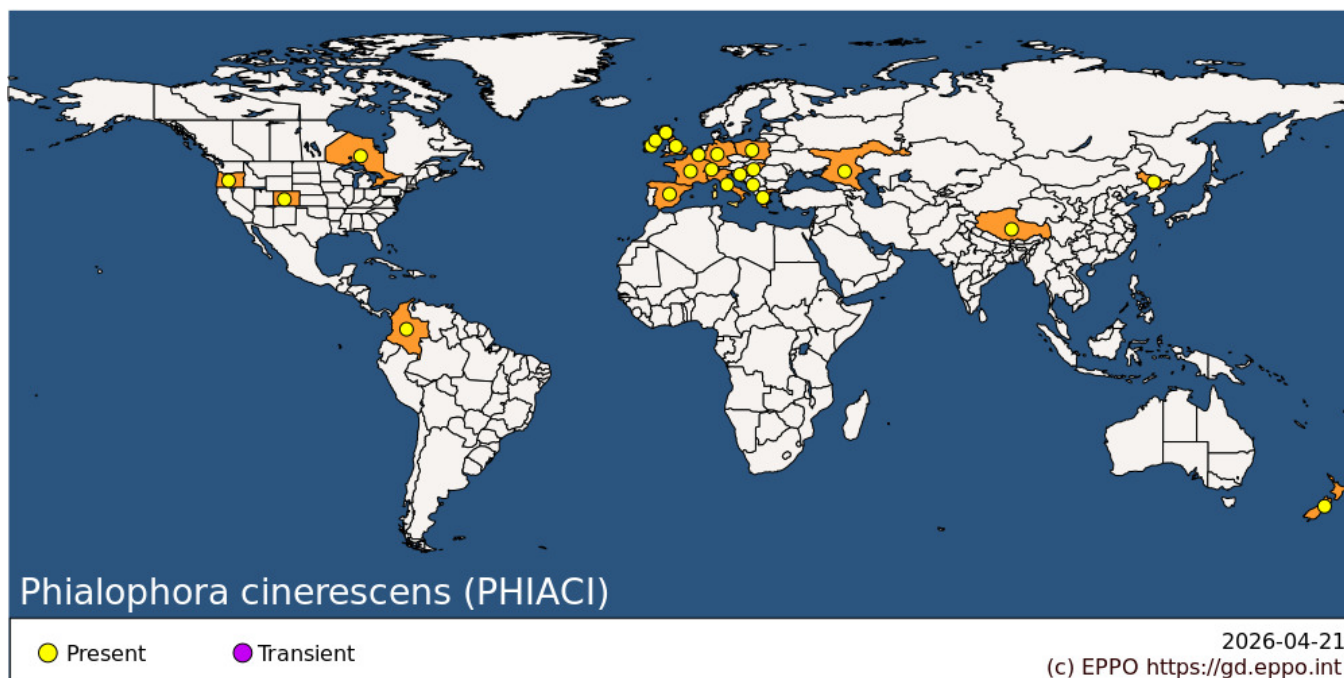 Phialophora cinerescens (PHIACI)
Present
Transient
2026-04-21
(c) EPPO https://gd.eppo.int